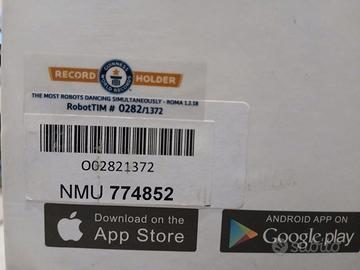 RECORD HOLDER
GUINNESS WORLD RECORDS
THE MOST ROBOTS DANCING SIMULTANEOUSLY - ROMA 1.2.18
RobotTIM # 0282/1372
O02821372
NMU 774852
Download on the
App Store
ANDROID APP ON
Google play
subito